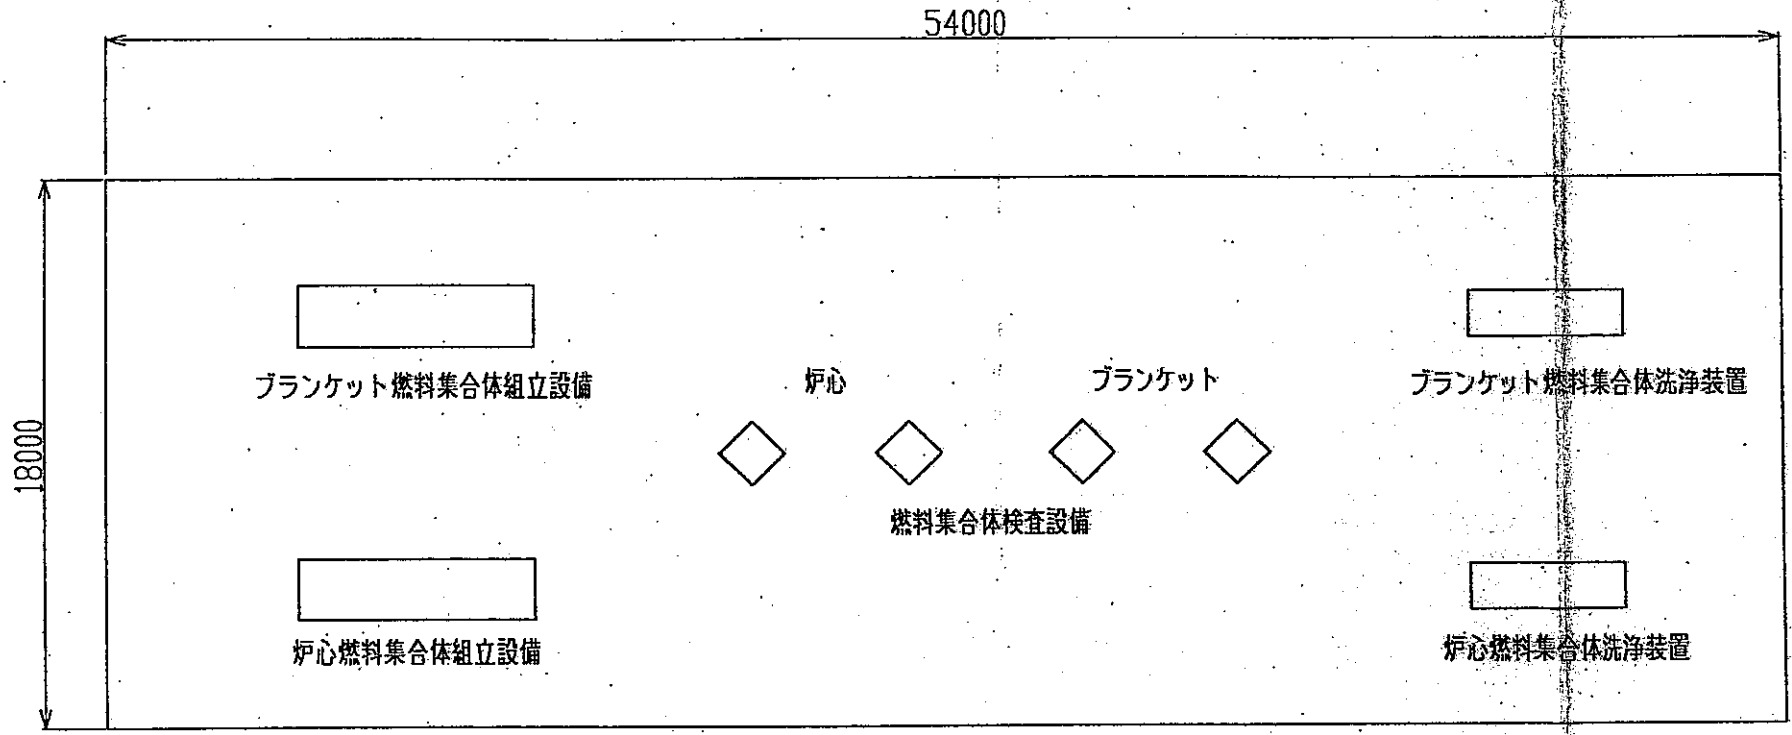 54000
18000
ブランケット燃料集合体組立設備
炉心
ブランケット
ブランケット燃料集合体洗浄装置
燃料集合体検査設備
炉心燃料集合体組立設備
炉心燃料集合体洗浄装置